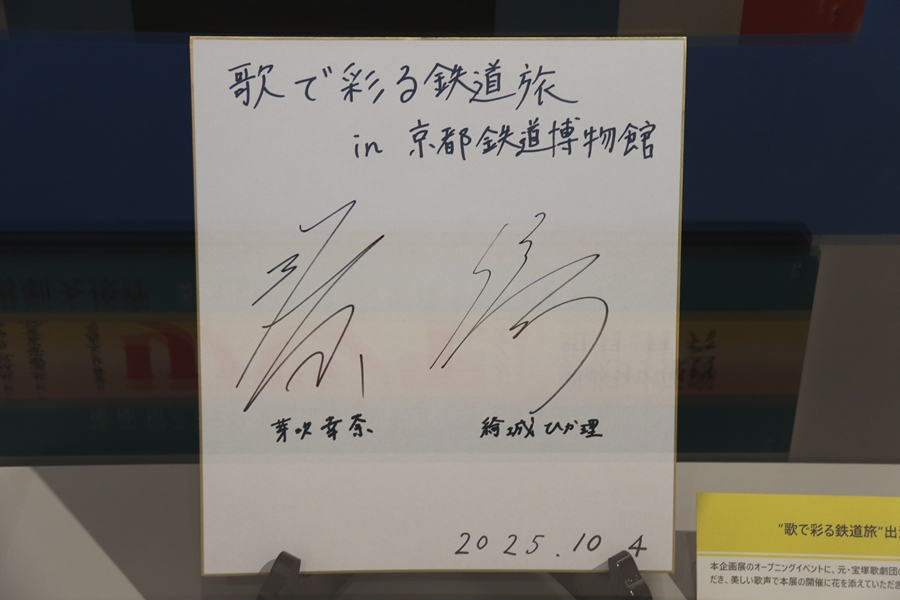 歌で彩る鉄道旅
in 京都鉄道博物館
芽吹幸奈
綺城ひか理
2025.10 4
"歌で彩る鉄道旅"出
本企画展のオープニングイベントに、元・宝塚歌劇団
だき、美しい歌声で本展の開催に花を添えていただき